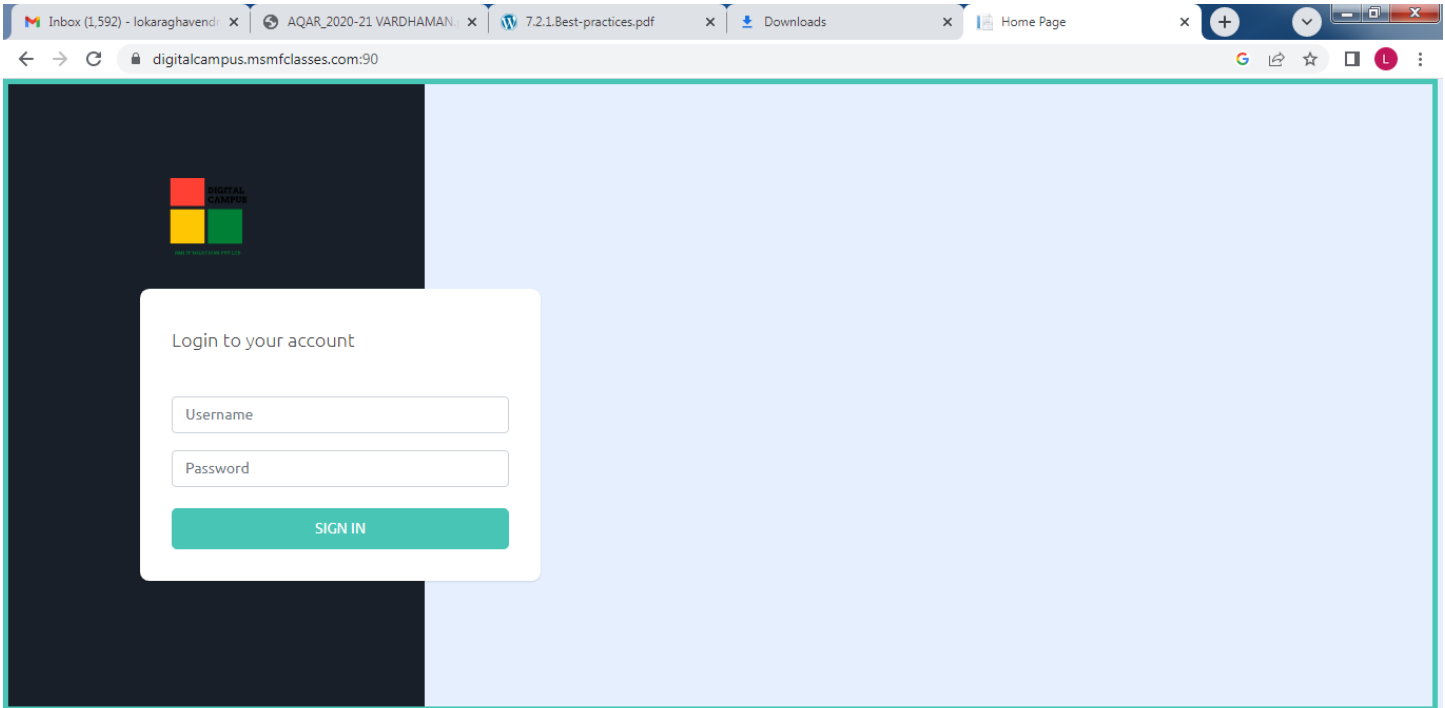 Inbox (1,592) - lokaraghavendr
AQAR_2020-21 VARDHAMAN.
7.2.1.Best-practices.pdf
Downloads
Home Page
digitalcampus.msmfclasses.com:90
L
DIGITAL
CAMPUS
Login to your account
Username
Password
SIGN IN